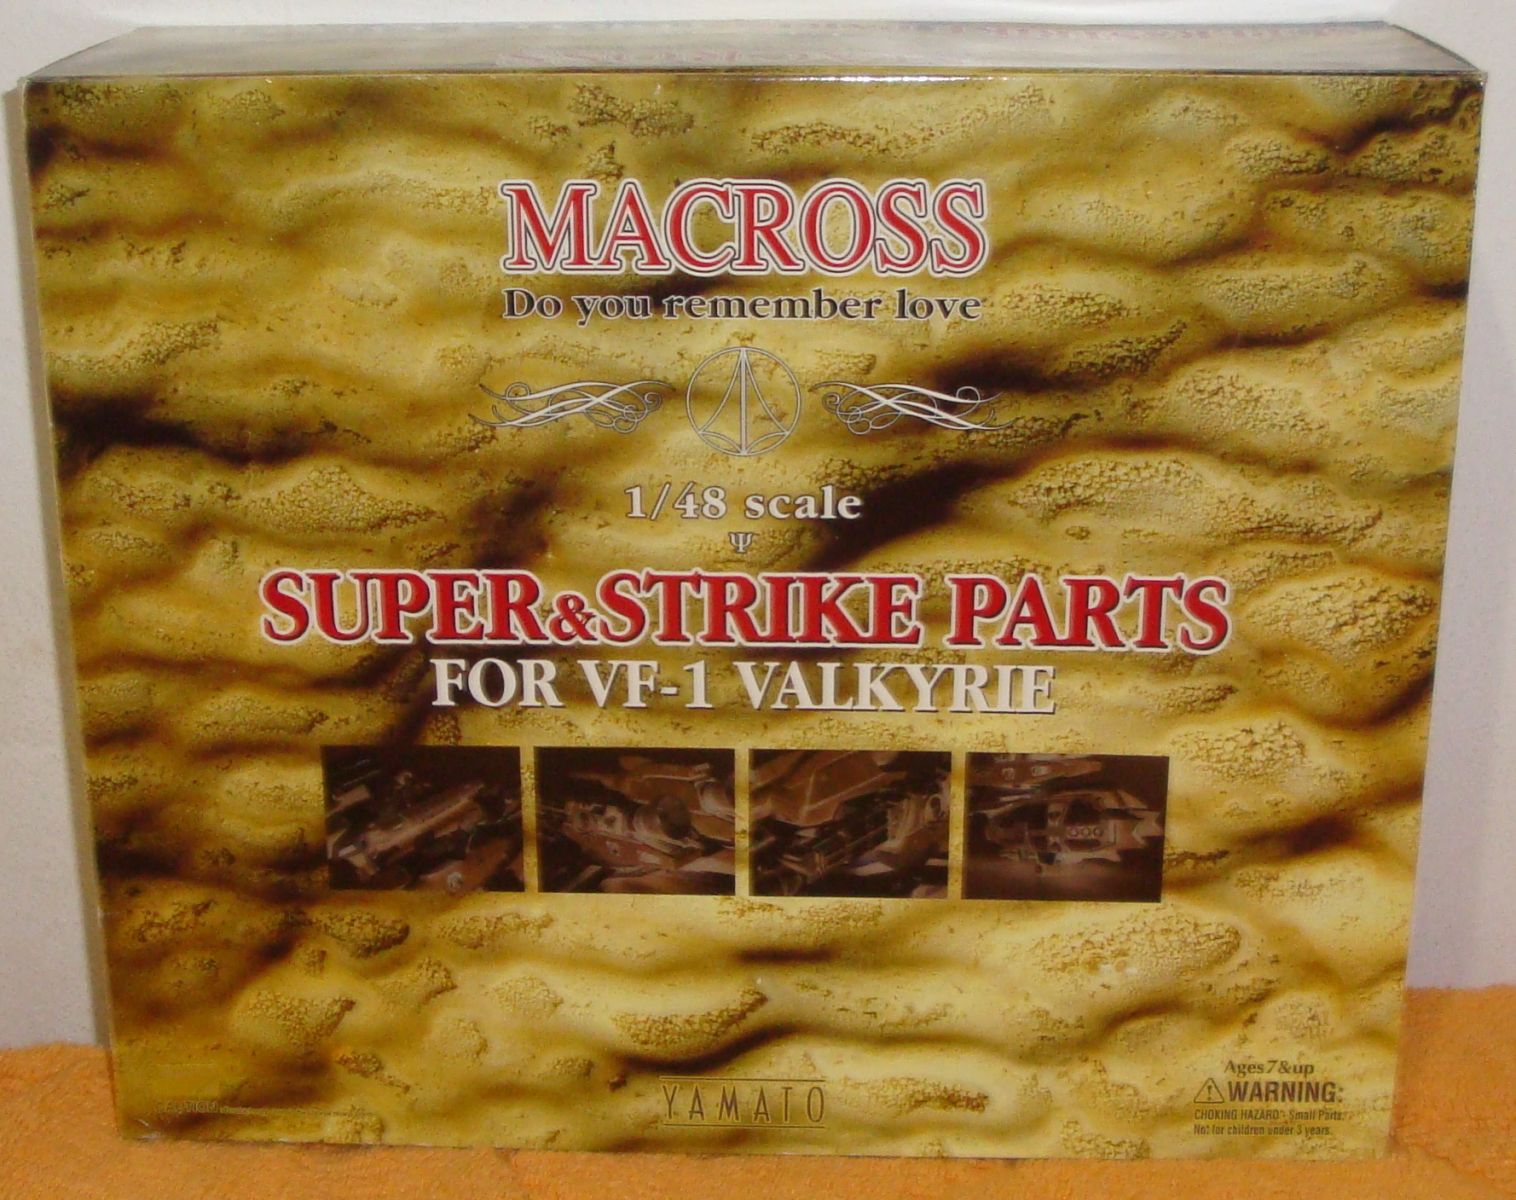 MACROSS
Do you remember love
1/48 scale
Ψ
SUPER&STRIKE PARTS
FOR VF-1 VALKYRIE
YAMATO
CAUTION
Ages 7 & up
WARNING:
CHOKING HAZARD- Small Parts.
Not for children under 3 years.